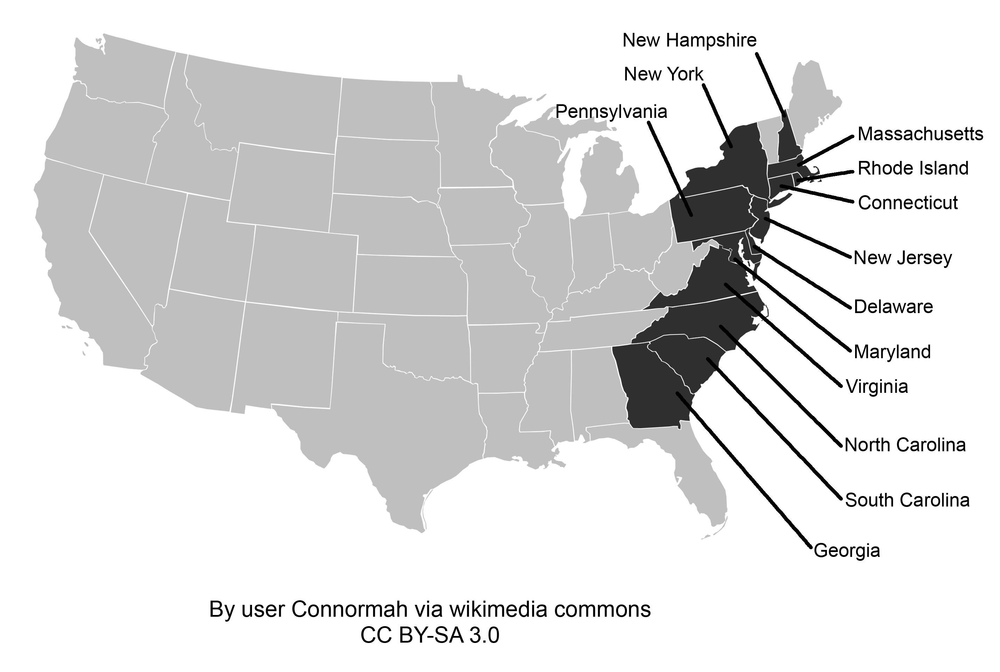 New Hampshire
New York
Pennsylvania
Massachusetts
Rhode Island
Connecticut
New Jersey
Delaware
Maryland
Virginia
North Carolina
South Carolina
Georgia
By user Connormah via wikimedia commons
CC BY-SA 3.0